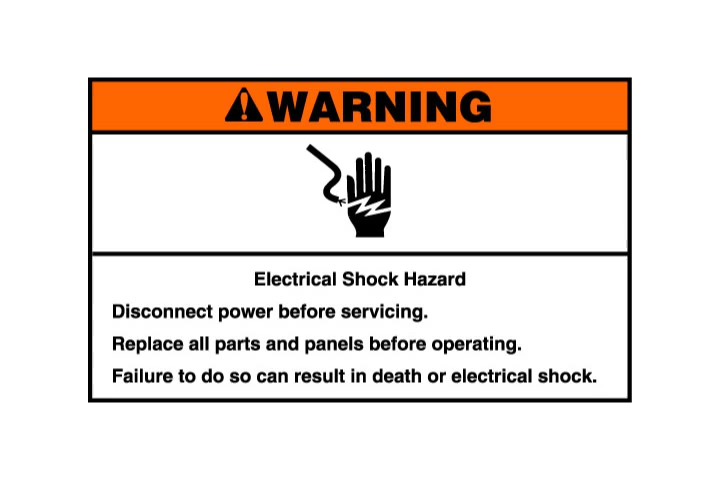 WARNING
Electrical Shock Hazard
Disconnect power before servicing.
Replace all parts and panels before operating.
Failure to do so can result in death or electrical shock.